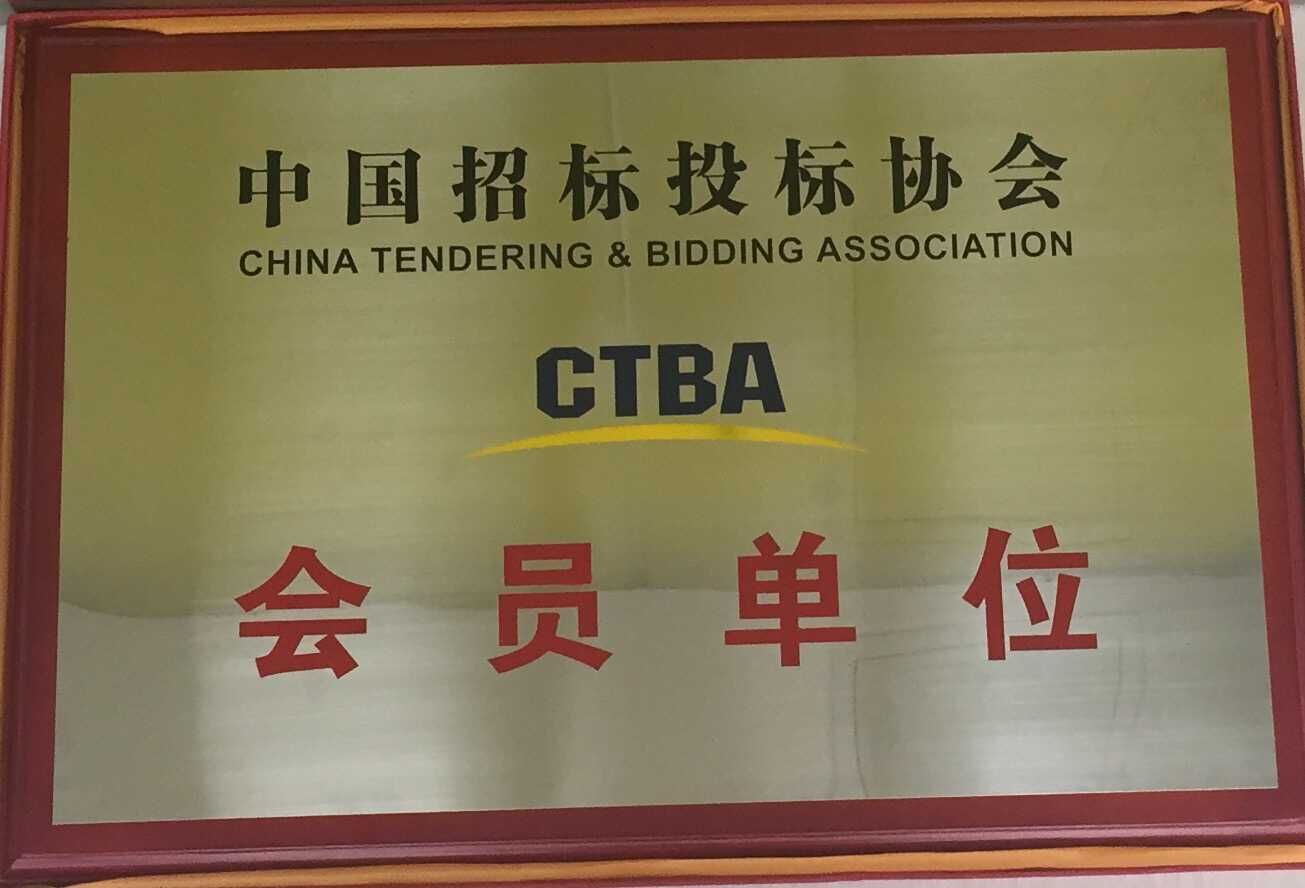 中国招标投标协会
CHINA TENDERING & BIDDING ASSOCIATION
CTBA
会员单位